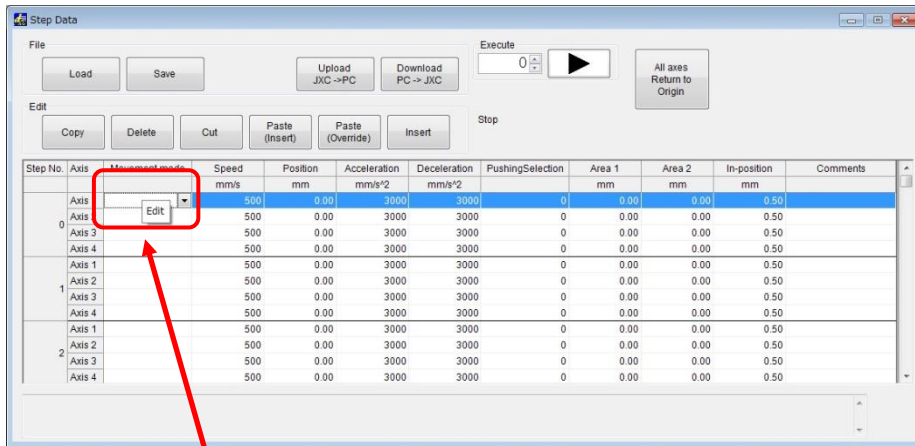 Step Data
File
Load Save Upload JXC ->PC Download PC -> JXC
Execute
0
All axes Return to Origin
Edit
Copy Delete Cut Paste (Insert) Paste (Override) Insert
Stop
Step No. Axis Movement mode Speed Position Acceleration Deceleration PushingSelection Area 1 Area 2 In-position Comments
mm/s mm mm/s^2 mm/s^2 mm mm mm
Axis 500 0.00 3000 3000 0 0.00 0.00 0.50
Edit
0
Axis 2 500 0.00 3000 3000 0 0.00 0.00 0.50
Axis 3 500 0.00 3000 3000 0 0.00 0.00 0.50
Axis 4 500 0.00 3000 3000 0 0.00 0.00 0.50
1
Axis 1 500 0.00 3000 3000 0 0.00 0.00 0.50
Axis 2 500 0.00 3000 3000 0 0.00 0.00 0.50
Axis 3 500 0.00 3000 3000 0 0.00 0.00 0.50
Axis 4 500 0.00 3000 3000 0 0.00 0.00 0.50
2
Axis 1 500 0.00 3000 3000 0 0.00 0.00 0.50
Axis 2 500 0.00 3000 3000 0 0.00 0.00 0.50
Axis 3 500 0.00 3000 3000 0 0.00 0.00 0.50
Axis 4 500 0.00 3000 3000 0 0.00 0.00 0.50